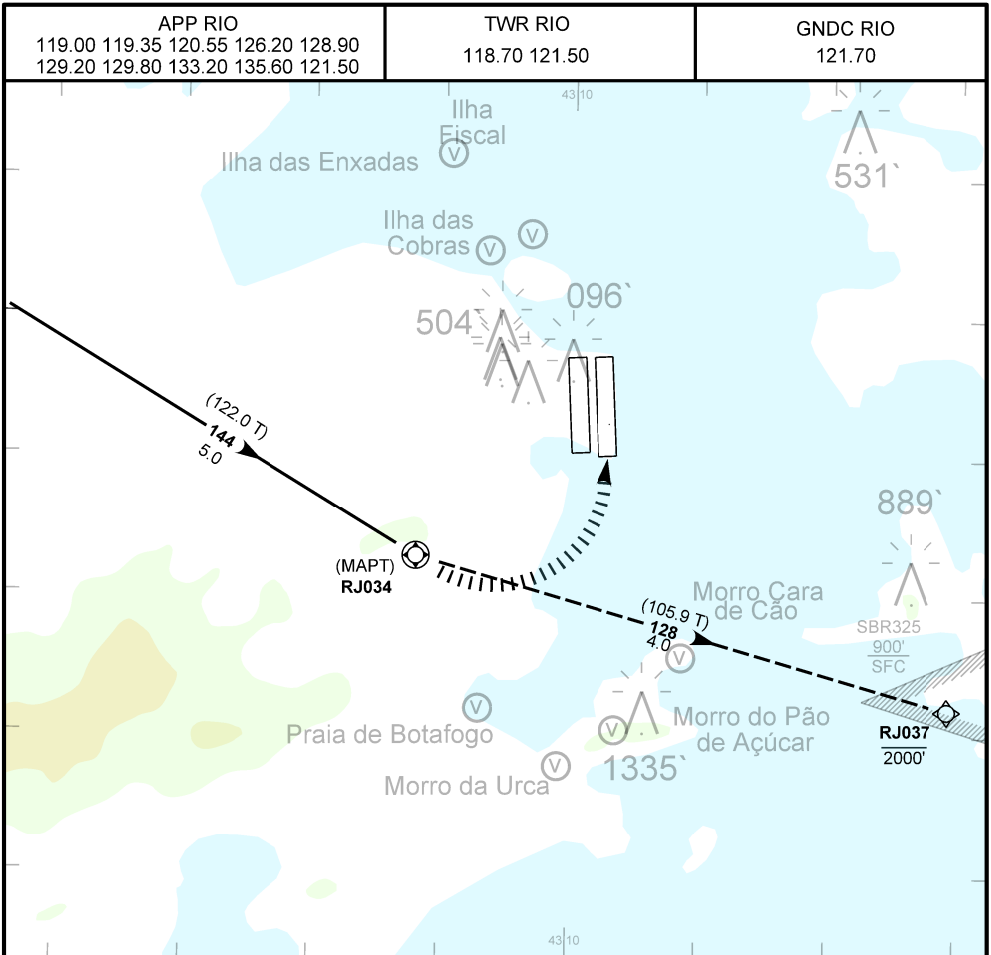 APP RIO
119.00 119.35 120.55 126.20 128.90
129.20 129.80 133.20 135.60 121.50
TWR RIO
118.70 121.50
GNDC RIO
121.70
43 10
Ilha
Fiscal
V
Ilha das Enxadas
531`
Ilha das
Cobras
V
V
096`
504`
(122.0 T)
144
5.0
889`
(MAPT)
RJ034
Morro Cara
de Cão
(105.9 T)
128
4.0
V
SBR325
900'
SFC
V
Praia de Botafogo
V
Morro do Pão
de Açúcar
RJ037
2000'
1335`
V
Morro da Urca
43 10